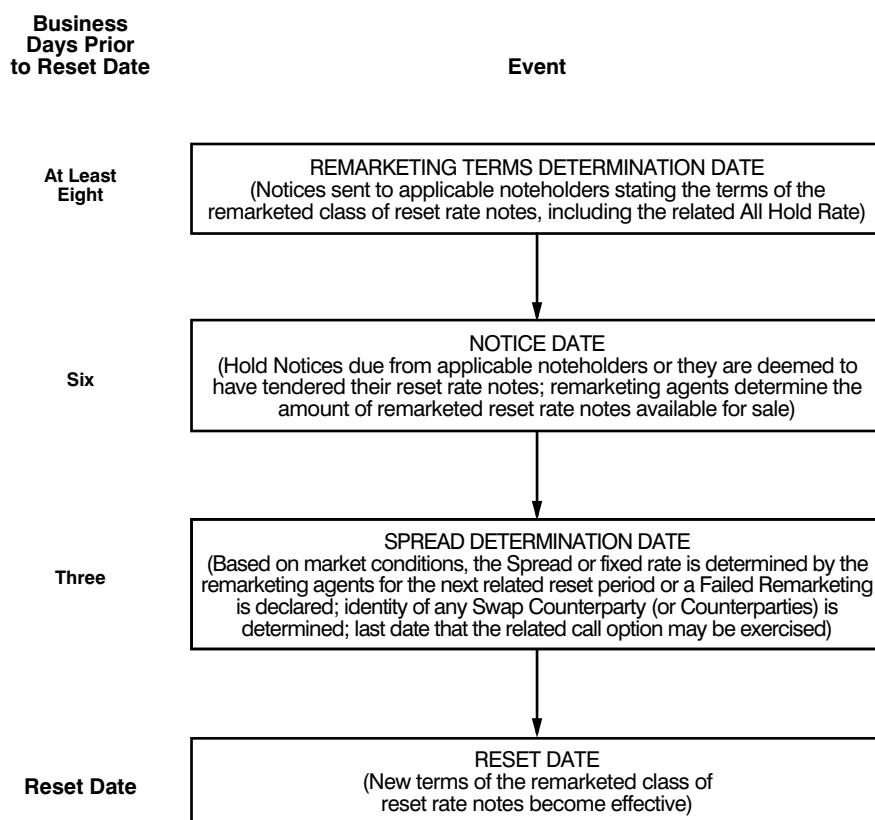 Business
Days Prior
to Reset Date
Event
At Least
Eight
REMARKETING TERMS DETERMINATION DATE
(Notices sent to applicable noteholders stating the terms of the
remarketed class of reset rate notes, including the related All Hold Rate)
Six
NOTICE DATE
(Hold Notices due from applicable noteholders or they are deemed to
have tendered their reset rate notes; remarketing agents determine the
amount of remarketed reset rate notes available for sale)
Three
SPREAD DETERMINATION DATE
(Based on market conditions, the Spread or fixed rate is determined by the
remarketing agents for the next related reset period or a Failed Remarketing
is declared; identity of any Swap Counterparty (or Counterparties) is
determined; last date that the related call option may be exercised)
Reset Date
RESET DATE
(New terms of the remarketed class of
reset rate notes become effective)